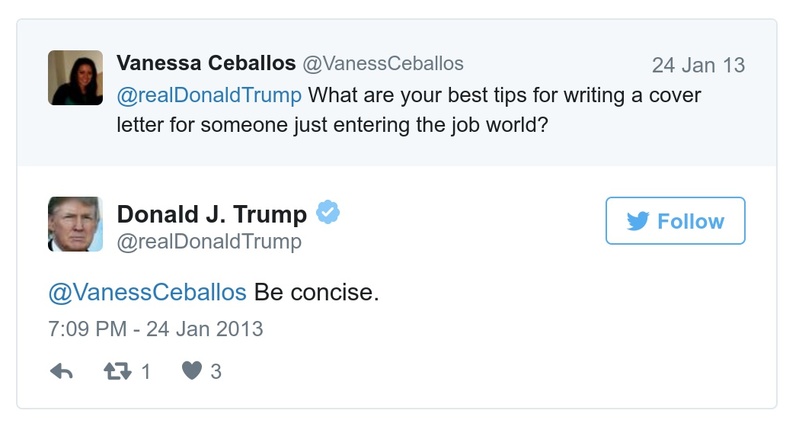 Vanessa Ceballos @VanessCeballos 24 Jan 13
@realDonaldTrump What are your best tips for writing a cover
letter for someone just entering the job world?
Donald J. Trump
@realDonaldTrump
Follow
@VanessCeballos Be concise.
7:09 PM - 24 Jan 2013
1 3